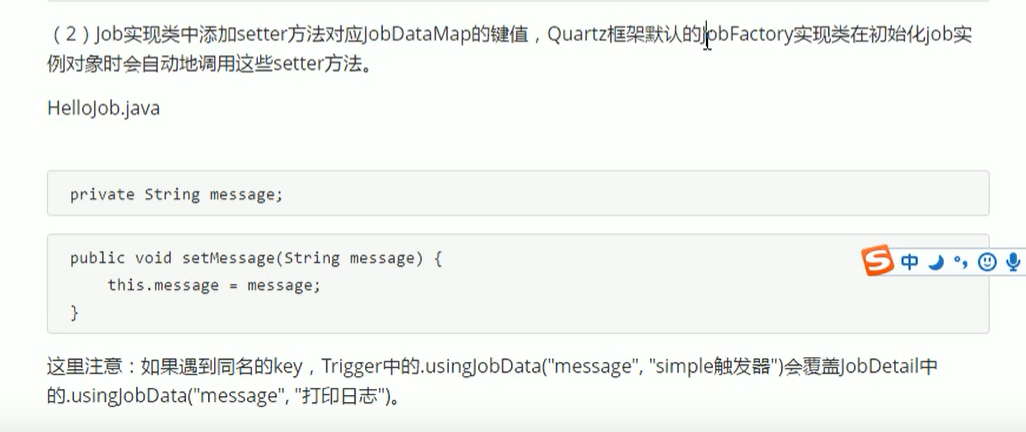 （2）Job实现类中添加setter方法对应JobDataMap的键值，Quartz框架默认的JobFactory实现类在初始化job实
例对象时会自动地调用这些setter方法。
HelloJob.java
private String message;
public void setMessage(String message) {
this.message = message;
}
中
这里注意：如果遇到同名的key，Trigger中的.usingJobData("message", "simple触发器")会覆盖JobDetail中
的.usingJobData("message", "打印日志")。